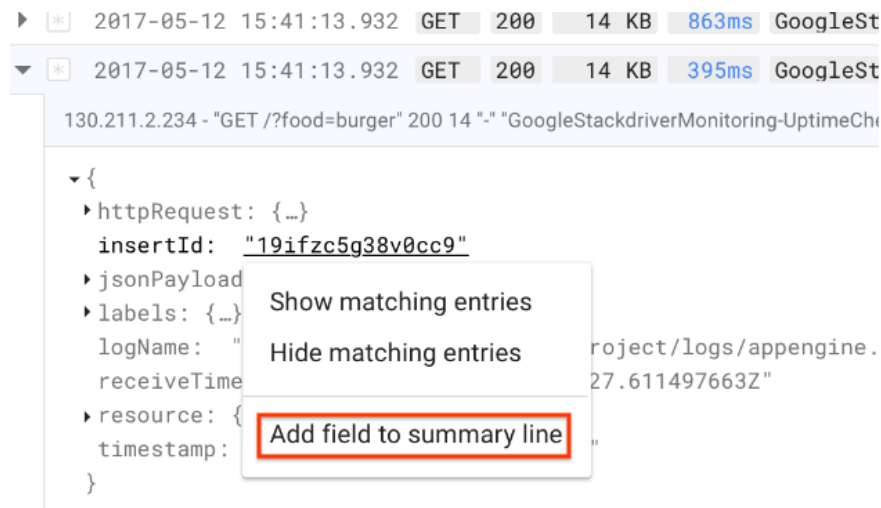 2017-05-12 15:41:13.932 GET 200 14 KB 863ms GoogleSt
2017-05-12 15:41:13.932 GET 200 14 KB 395ms GoogleSt
130.211.2.234 - "GET /?food=burger" 200 14 "-" "GoogleStackdriverMonitoring-UptimeChe
{
httpRequest: {…}
insertId: "19ifzc5g38v0cc9"
jsonPayload
Show matching entries
labels: {…}
logName: "
Hide matching entries
roject/logs/appengine.
receiveTime
27.611497663Z"
resource: {
Add field to summary line
timestamp:
"
}